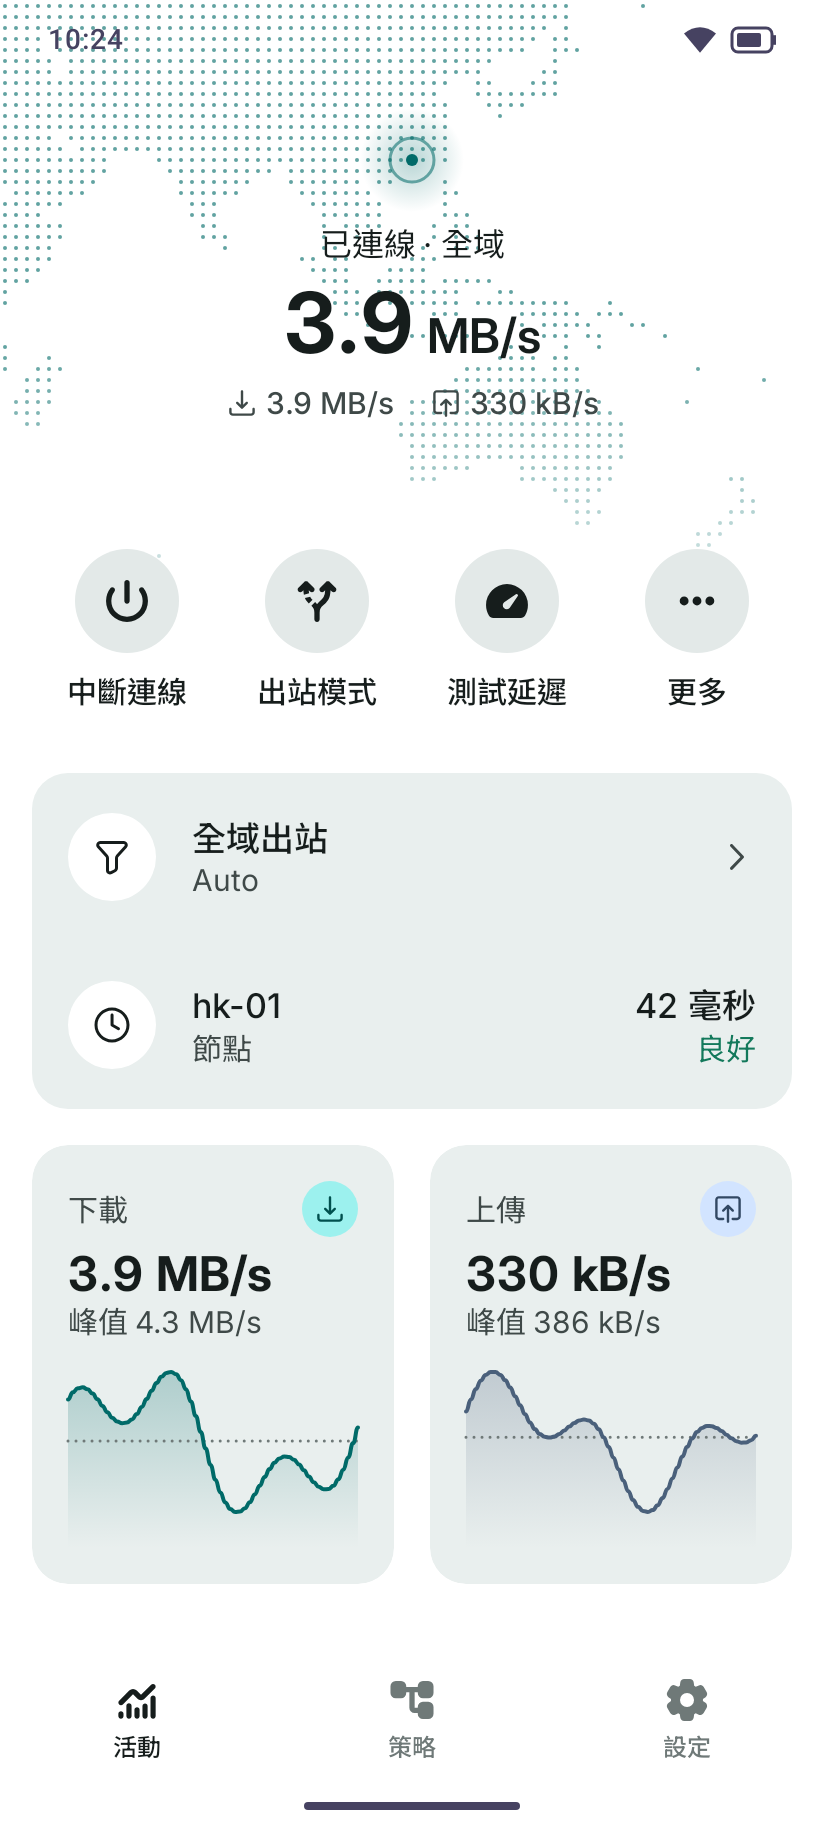 10:24
已連線 · 全域
3.9 MB/s
3.9 MB/s 330 kB/s
中斷連線 出站模式 測試延遲 更多
全域出站
Auto
hk-01 42 毫秒
節點 良好
下載 上傳
3.9 MB/s 330 kB/s
峰值 4.3 MB/s 峰值 386 kB/s
活動 策略 設定